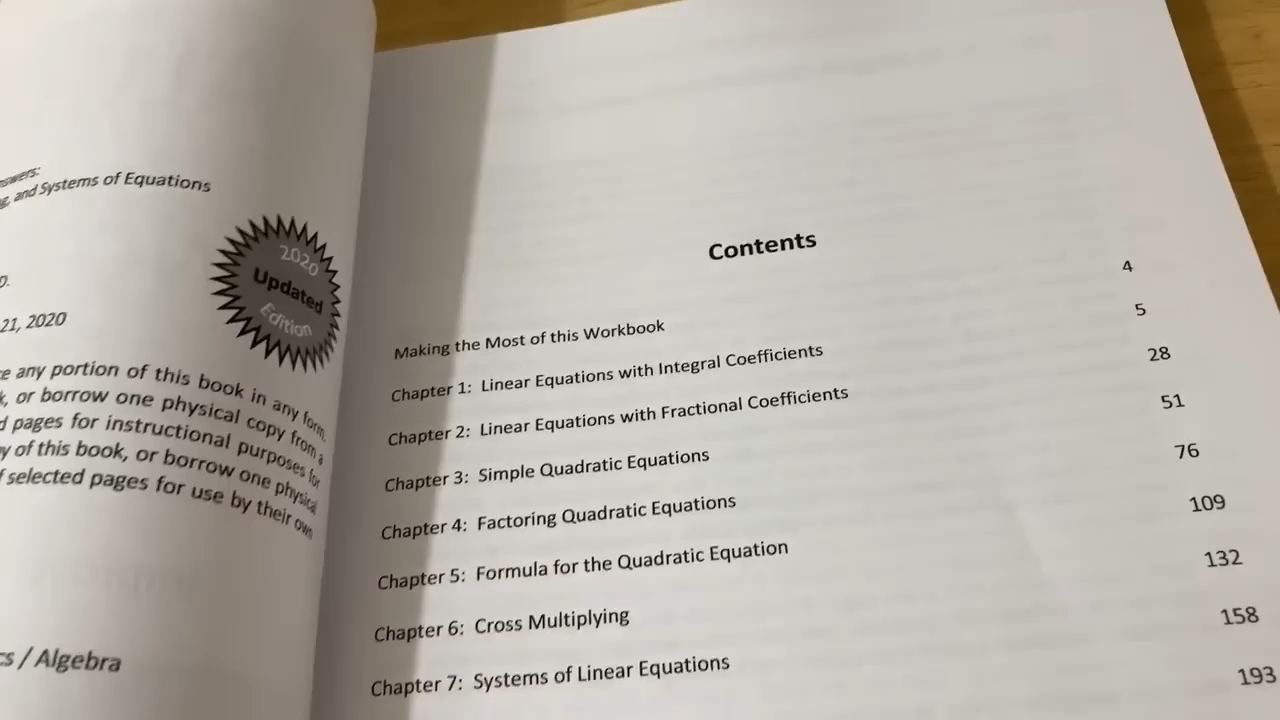 swers:
g, and Systems of Equations
2020
Updated
Edition
21, 2020
e any portion of this book in any form,
k, or borrow one physical copy from a
d pages for instructional purposes for
y of this book, or borrow one physical
f selected pages for use by their own
cs / Algebra
Contents
Making the Most of this Workbook 4
Chapter 1: Linear Equations with Integral Coefficients 5
Chapter 2: Linear Equations with Fractional Coefficients 28
Chapter 3: Simple Quadratic Equations 51
Chapter 4: Factoring Quadratic Equations 76
Chapter 5: Formula for the Quadratic Equation 109
Chapter 6: Cross Multiplying 132
Chapter 7: Systems of Linear Equations 158
193